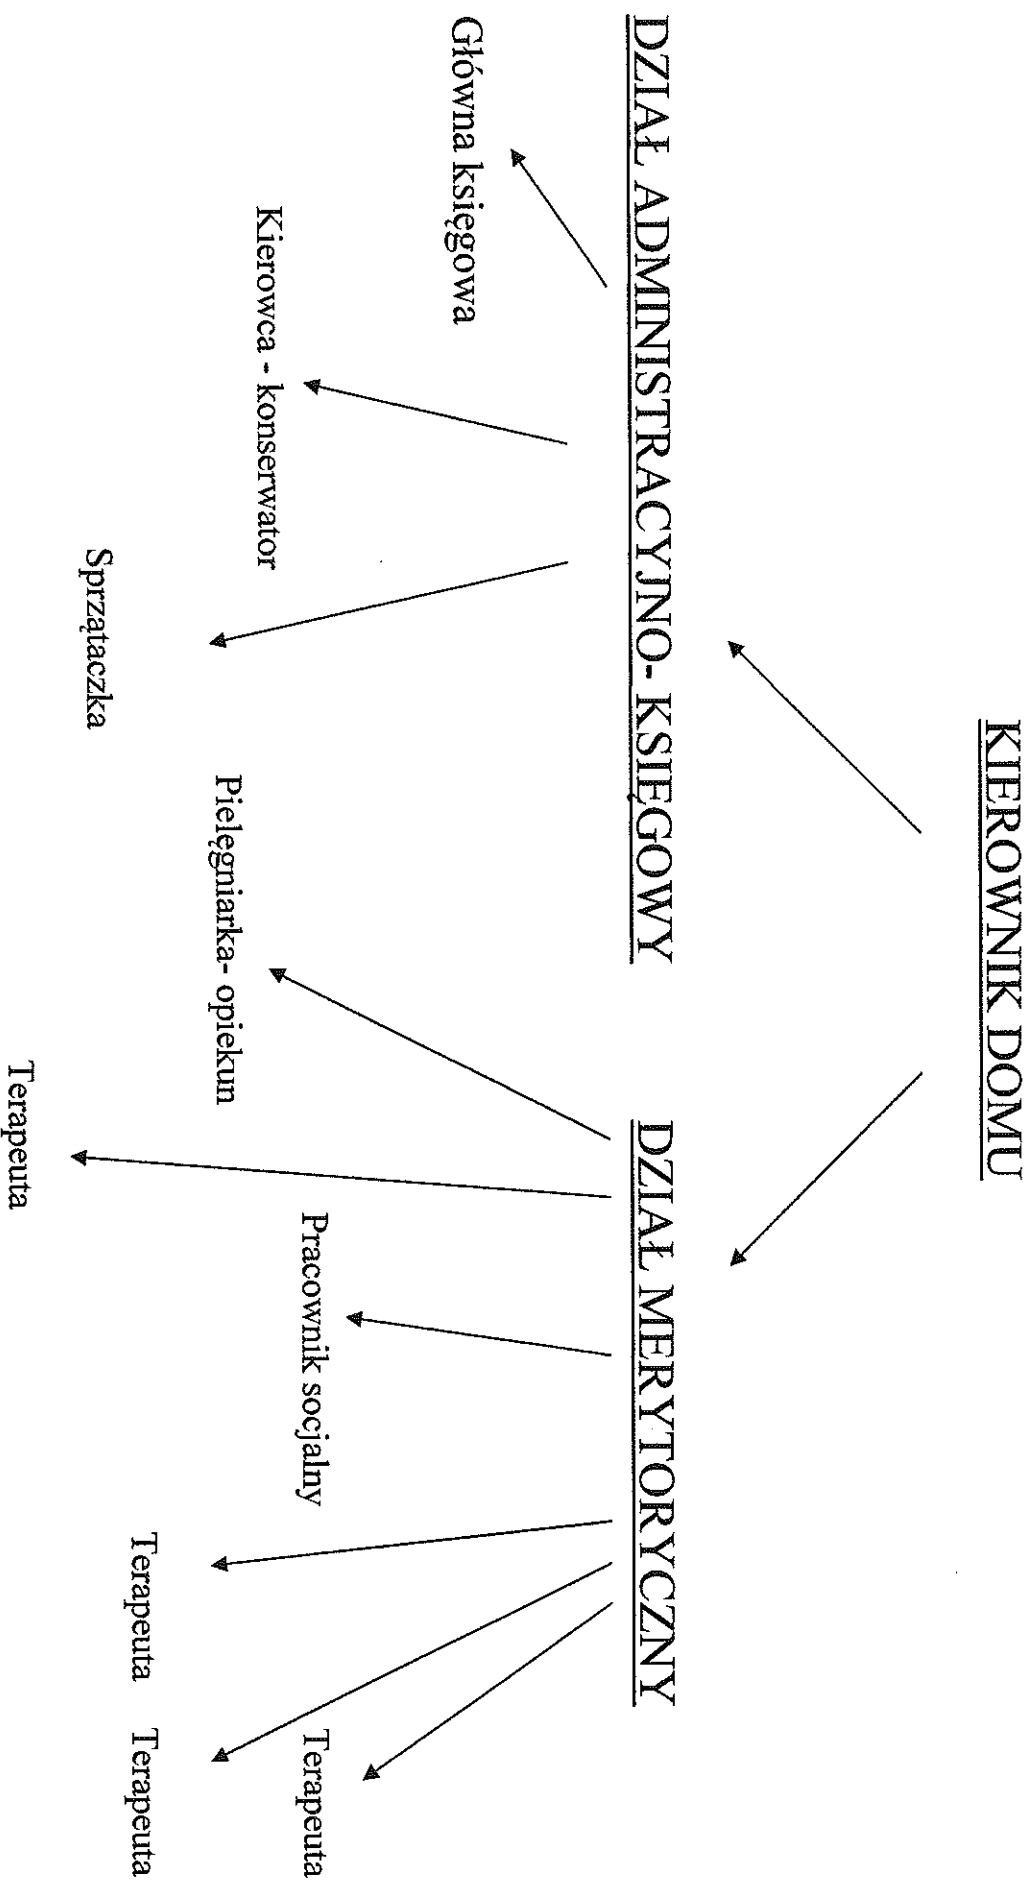 KIEROWNIK DOMU
DZIAŁ ADMINISTRACYJNO- KSIĘGOWY
DZIAŁ MERYTORYCZNY
Główna księgowa
Kierowca - konserwator
Sprzątaczka
Pielęgniarka- opiekun
Terapeuta
Pracownik socjalny
Terapeuta
Terapeuta
Terapeuta